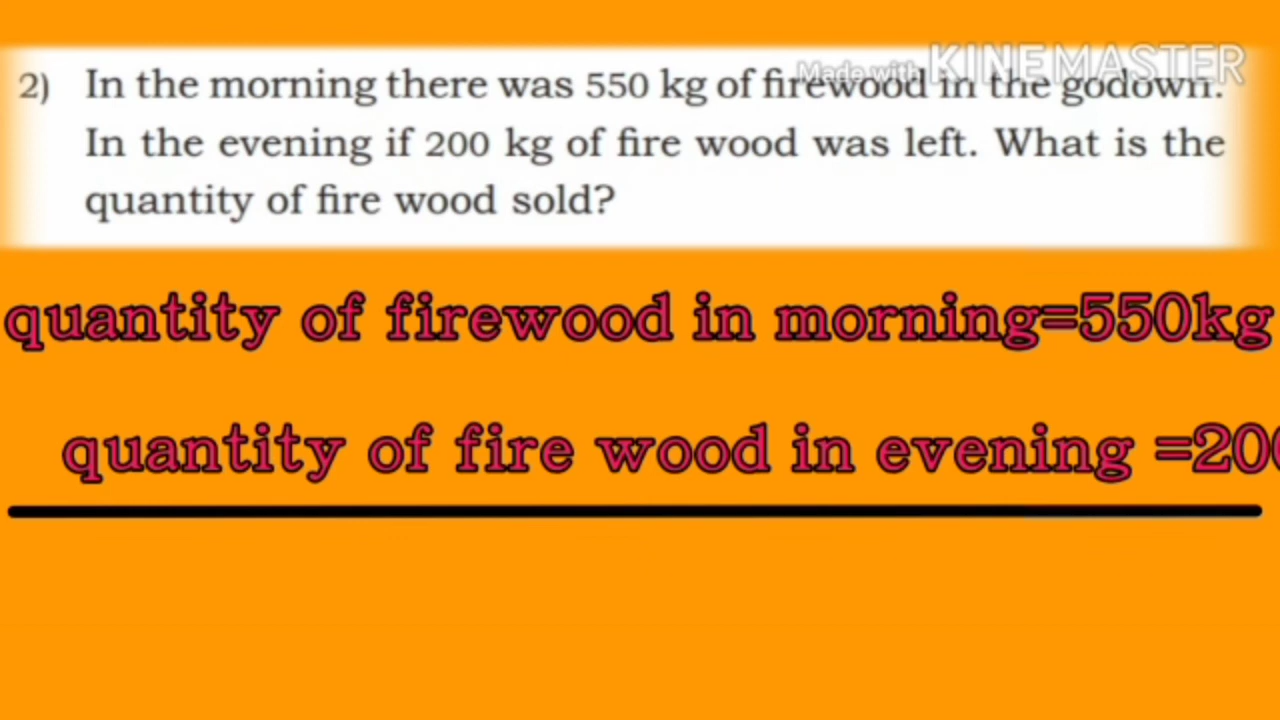 Made with KINEMASTER
2) In the morning there was 550 kg of firewood in the godown.
In the evening if 200 kg of fire wood was left. What is the
quantity of fire wood sold?
quantity of firewood in morning=550kg
quantity of fire wood in evening =200